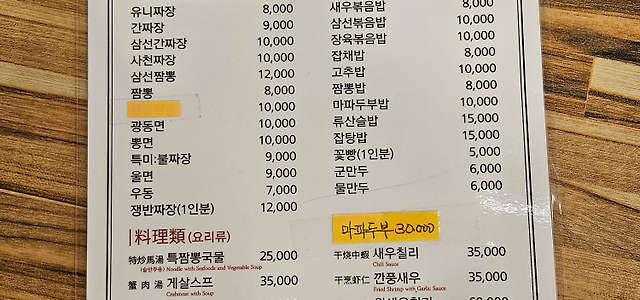 유니짜장 8,000
간짜장 9,000
삼선간짜장 10,000
사천짜장 10,000
삼선짬뽕 12,000
짬뽕 8,000
10,000
광동면 10,000
뽕면 10,000
특미:불짜장 9,000
울면 9,000
우동 7,000
쟁반짜장(1인분) 12,000
料理類(요리류)
特炒馬湯 특짬뽕국물 25,000
(술안주용) Noodle with Seafoods and Vegetable Soup
蟹肉湯 게살스프 35,000
Crabmeat with Soup
새우볶음밥 8,000
삼선볶음밥 10,000
장육볶음밥 10,000
잡채밥 8,000
고추밥 10,000
짬뽕밥 8,000
마파두부밥 10,000
류산슬밥 15,000
잡탕밥 15,000
꽃빵(1인분) 5,000
군만두 6,000
물만두 6,000
마파두부 30,000
干烧中蝦 새우칠리 35,000
Chili Sauce
干烹虾仁 깐풍새우 35,000
Fried Shrimp with Garlic Sauce